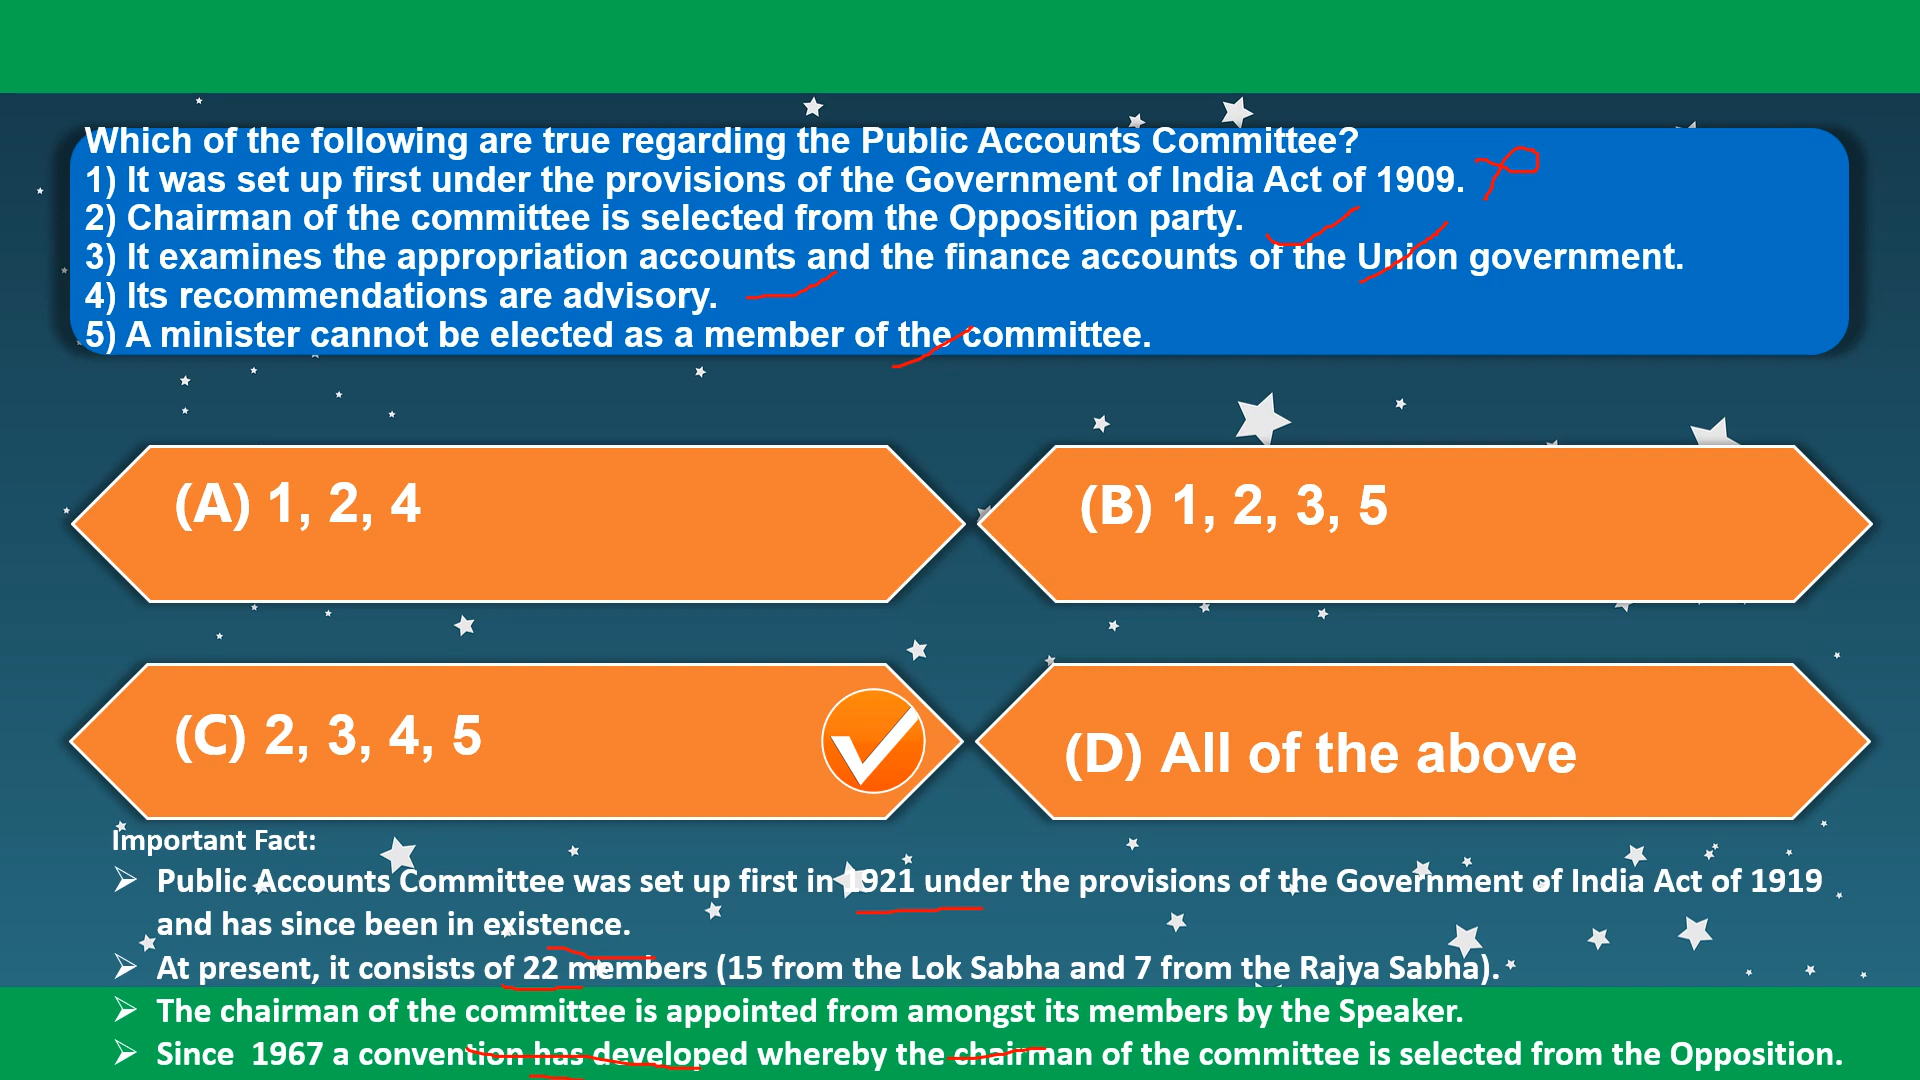 Which of the following are true regarding the Public Accounts Committee?
1) It was set up first under the provisions of the Government of India Act of 1909.
2) Chairman of the committee is selected from the Opposition party.
3) It examines the appropriation accounts and the finance accounts of the Union government.
4) Its recommendations are advisory.
5) A minister cannot be elected as a member of the committee.
(A) 1, 2, 4
(B) 1, 2, 3, 5
(C) 2, 3, 4, 5
(D) All of the above
Important Fact:
➢ Public Accounts Committee was set up first in 1921 under the provisions of the Government of India Act of 1919
and has since been in existence.
➢ At present, it consists of 22 members (15 from the Lok Sabha and 7 from the Rajya Sabha).
➢ The chairman of the committee is appointed from amongst its members by the Speaker.
➢ Since 1967 a convention has developed whereby the chairman of the committee is selected from the Opposition.